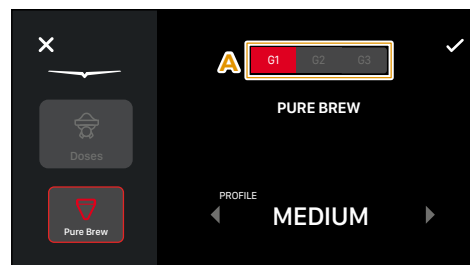 A
G1 G2 G3
PURE BREW
Doses
Pure Brew
PROFILE
MEDIUM